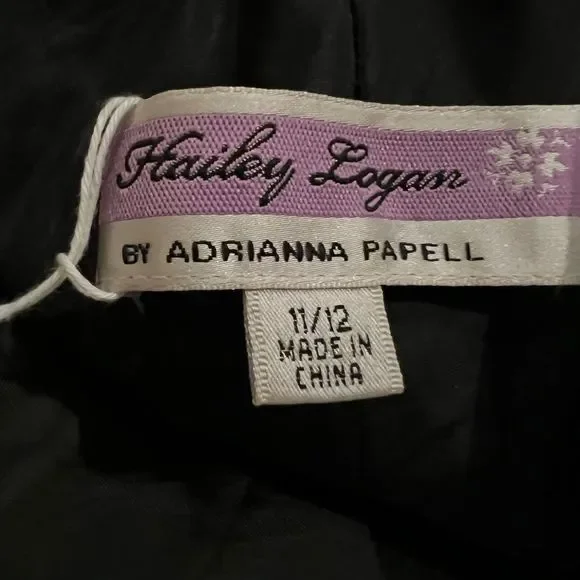 Hailey Logan
BY ADRIANNA PAPELL
11/12
MADE IN
CHINA